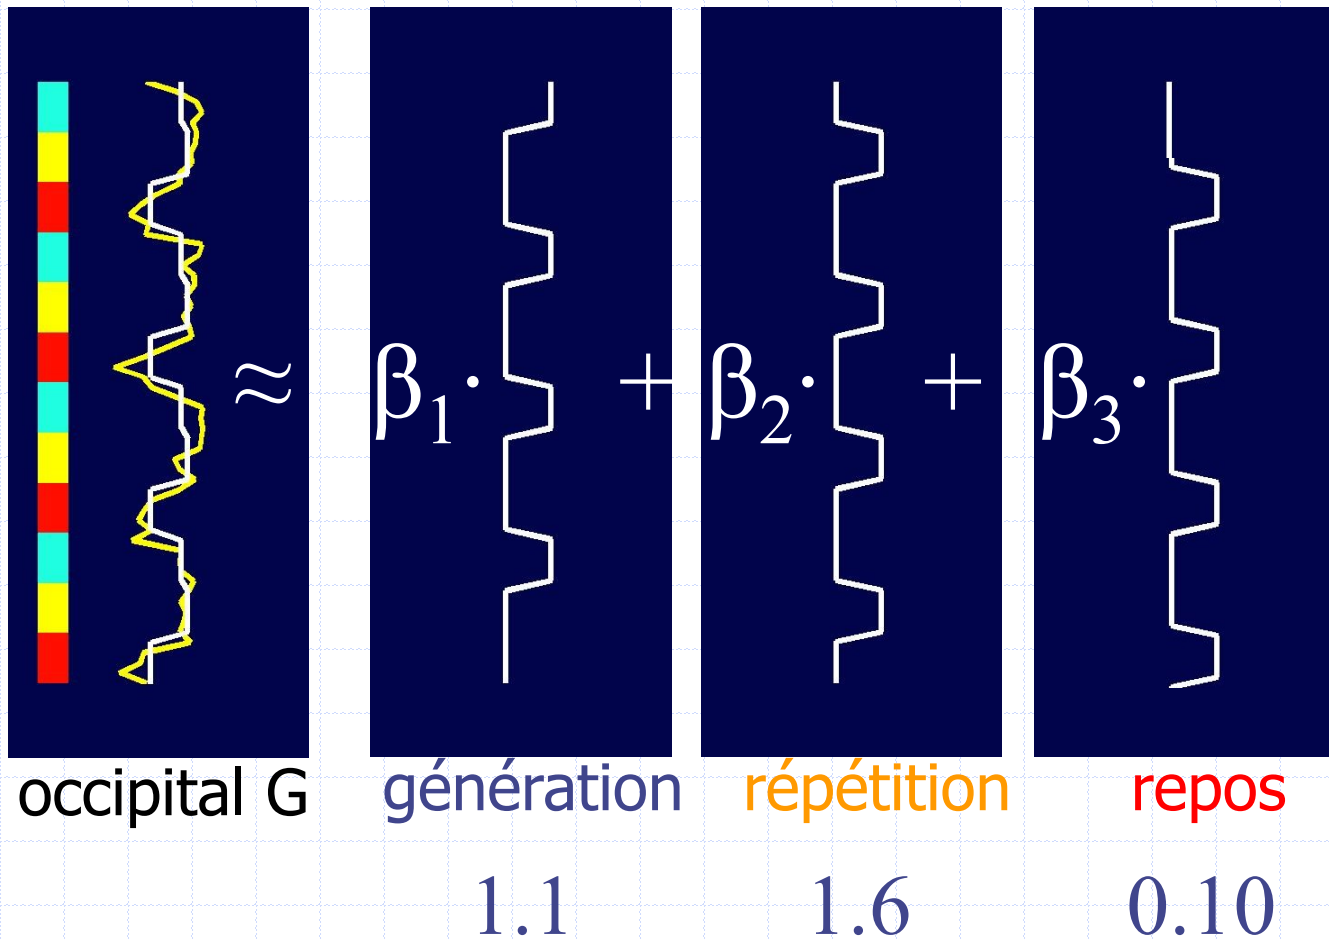 ≈ β₁· + β₂· + β₃·
occipital G génération répétition repos
1.1 1.6 0.10